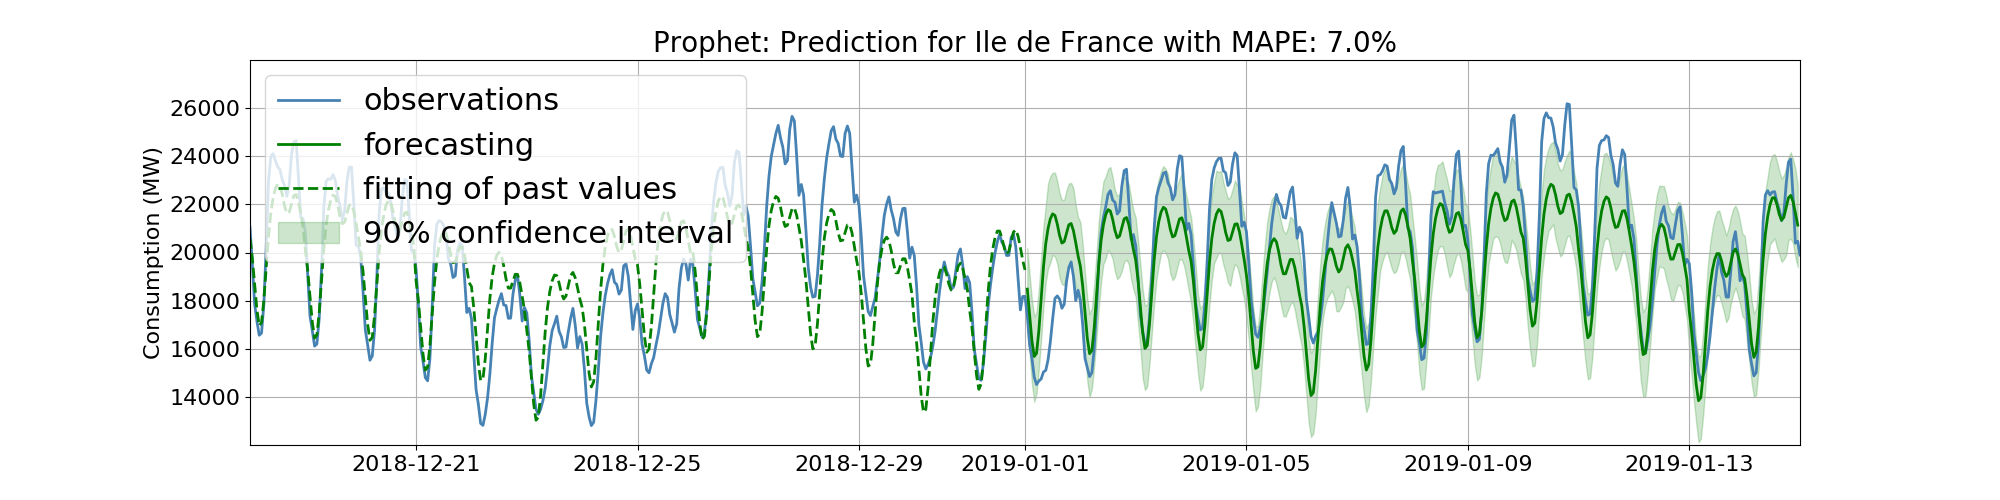 Prophet: Prediction for Ile de France with MAPE: 7.0%
Consumption (MW)
26000
24000
22000
20000
18000
16000
14000
observations
forecasting
fitting of past values
90% confidence interval
2018-12-21
2018-12-25
2018-12-29
2019-01-01
2019-01-05
2019-01-09
2019-01-13